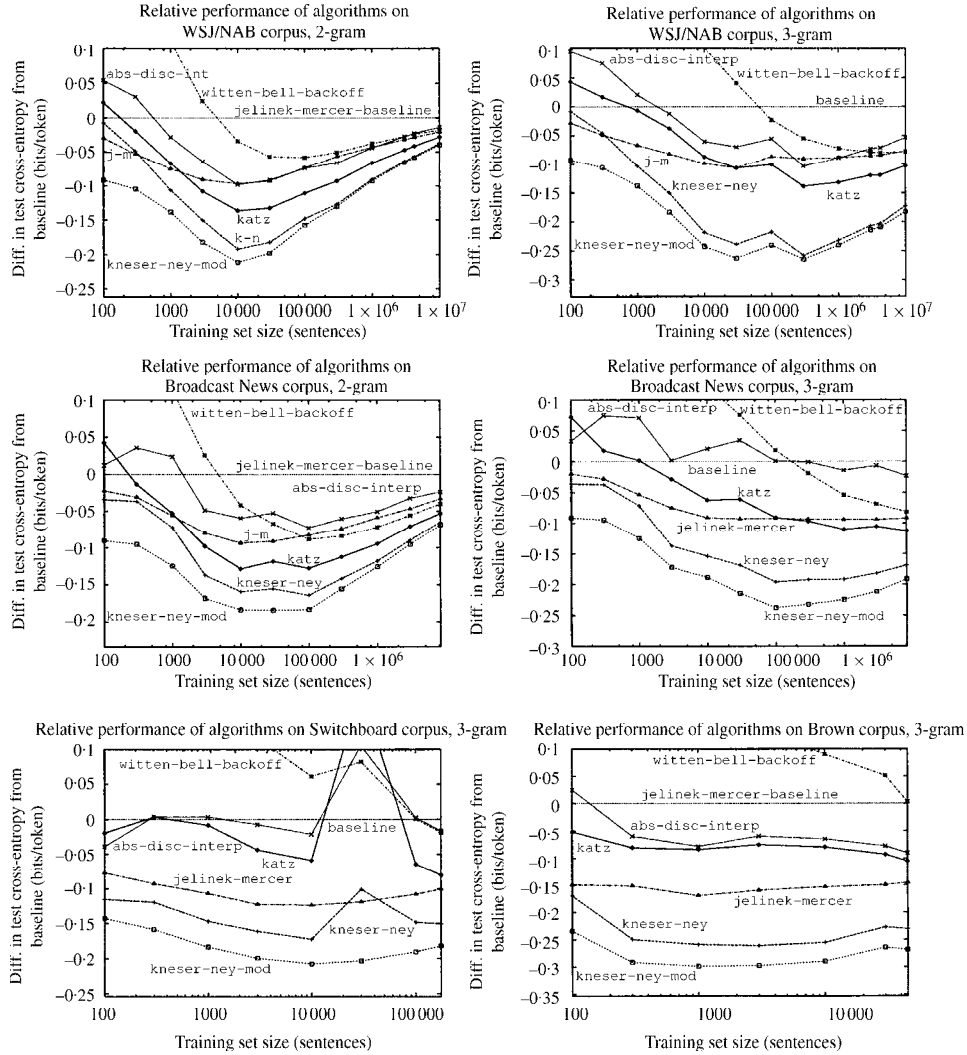 Relative performance of algorithms on
WSJ/NAB corpus, 2-gram
Diff. in test cross-entropy from
baseline (bits/token)
0·1
0·05
0
−0·05
−0·1
−0·15
−0·2
−0·25
abs-disc-int
witten-bell-backoff
jelinek-mercer-baseline
j-m
katz
k-n
kneser-ney-mod
100
1000
10 000
100 000
1 × 10⁶
1 × 10⁷
Training set size (sentences)
Relative performance of algorithms on
WSJ/NAB corpus, 3-gram
Diff. in test cross-entropy from
baseline (bits/token)
0·1
0·05
0
−0·05
−0·1
−0·15
−0·2
−0·25
−0·3
abs-disc-interp
witten-bell-backoff
baseline
j-m
kneser-ney
katz
kneser-ney-mod
100
1000
10 000
100 000
1 × 10⁶
1 × 10⁷
Training set size (sentences)
Relative performance of algorithms on
Broadcast News corpus, 2-gram
Diff. in test cross-entropy from
baseline (bits/token)
0·1
0·05
0
−0·05
−0·1
−0·15
−0·2
witten-bell-backoff
jelinek-mercer-baseline
abs-disc-interp
j-m
katz
kneser-ney
kneser-ney-mod
100
1000
10 000
100 000
1 × 10⁶
Training set size (sentences)
Relative performance of algorithms on
Broadcast News corpus, 3-gram
Diff. in test cross-entropy from
baseline (bits/token)
0·1
0·05
0
−0·05
−0·1
−0·15
−0·2
−0·25
−0·3
abs-disc-interp
witten-bell-backoff
baseline
katz
jelinek-mercer
kneser-ney
kneser-ney-mod
100
1000
10 000
100 000
1 × 10⁶
Training set size (sentences)
Relative performance of algorithms on Switchboard corpus, 3-gram
Diff. in test cross-entropy from
baseline (bits/token)
0·1
0·05
0
−0·05
−0·1
−0·15
−0·2
−0·25
witten-bell-backoff
baseline
abs-disc-interp
katz
jelinek-mercer
kneser-ney
kneser-ney-mod
100
1000
10 000
100 000
Training set size (sentences)
Relative performance of algorithms on Brown corpus, 3-gram
Diff. in test cross-entropy from
baseline (bits/token)
0·1
0·05
0
−0·05
−0·1
−0·15
−0·2
−0·25
−0·3
−0·35
witten-bell-backoff
jelinek-mercer-baseline
abs-disc-interp
katz
jelinek-mercer
kneser-ney
kneser-ney-mod
100
1000
10 000
Training set size (sentences)